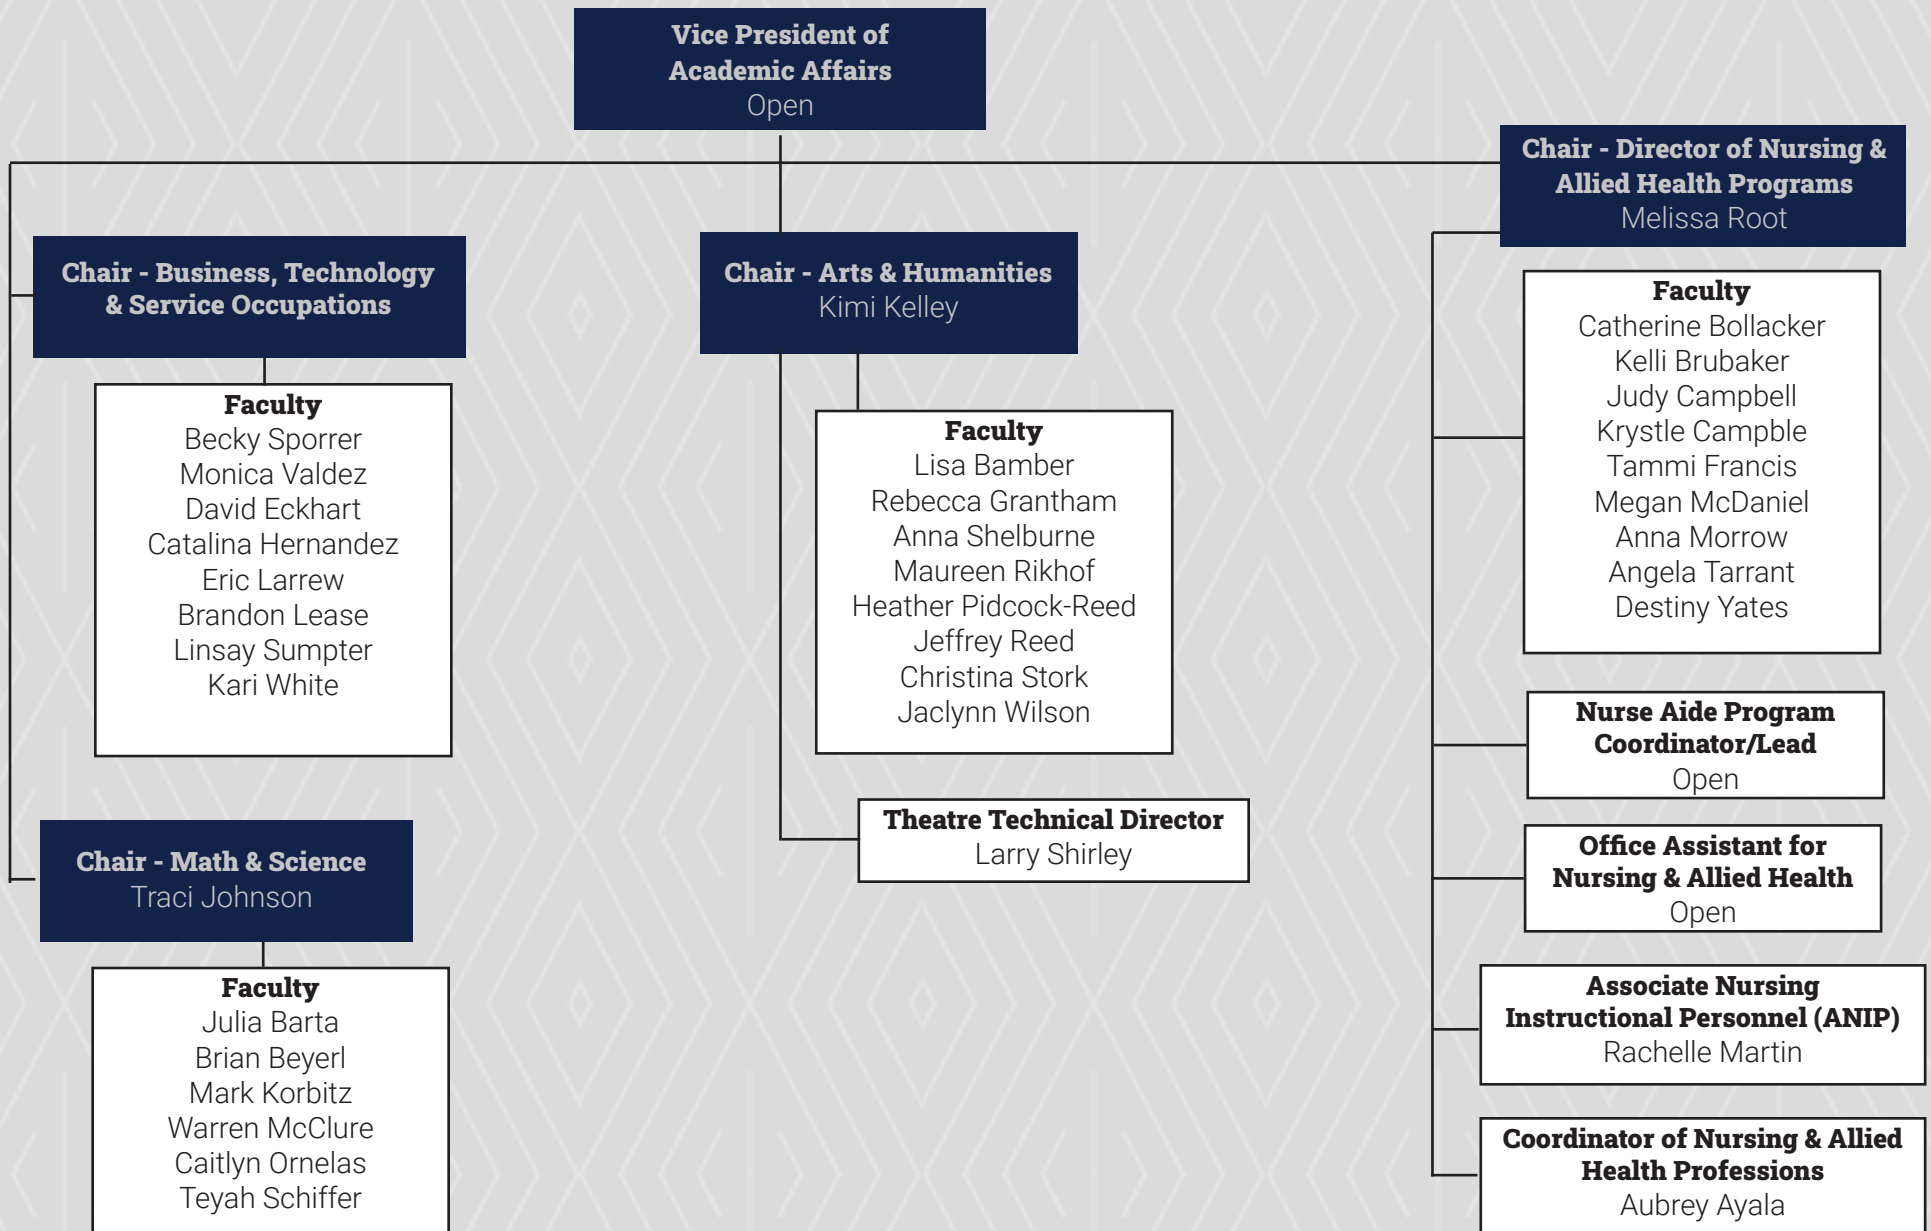 Vice President of
Academic Affairs
Open
Chair - Director of Nursing &
Allied Health Programs
Melissa Root
Chair - Business, Technology
& Service Occupations
Chair - Arts & Humanities
Kimi Kelley
Faculty
Becky Sporrer
Monica Valdez
David Eckhart
Catalina Hernandez
Eric Larrew
Brandon Lease
Linsay Sumpter
Kari White
Faculty
Lisa Bamber
Rebecca Grantham
Anna Shelburne
Maureen Rikhof
Heather Pidcock-Reed
Jeffrey Reed
Christina Stork
Jaclynn Wilson
Faculty
Catherine Bollacker
Kelli Brubaker
Judy Campbell
Krystle Campble
Tammi Francis
Megan McDaniel
Anna Morrow
Angela Tarrant
Destiny Yates
Nurse Aide Program
Coordinator/Lead
Open
Theatre Technical Director
Larry Shirley
Office Assistant for
Nursing & Allied Health
Open
Chair - Math & Science
Traci Johnson
Faculty
Julia Barta
Brian Beyerl
Mark Korbitz
Warren McClure
Caitlyn Ornelas
Teyah Schiffer
Associate Nursing
Instructional Personnel (ANIP)
Rachelle Martin
Coordinator of Nursing & Allied
Health Professions
Aubrey Ayala